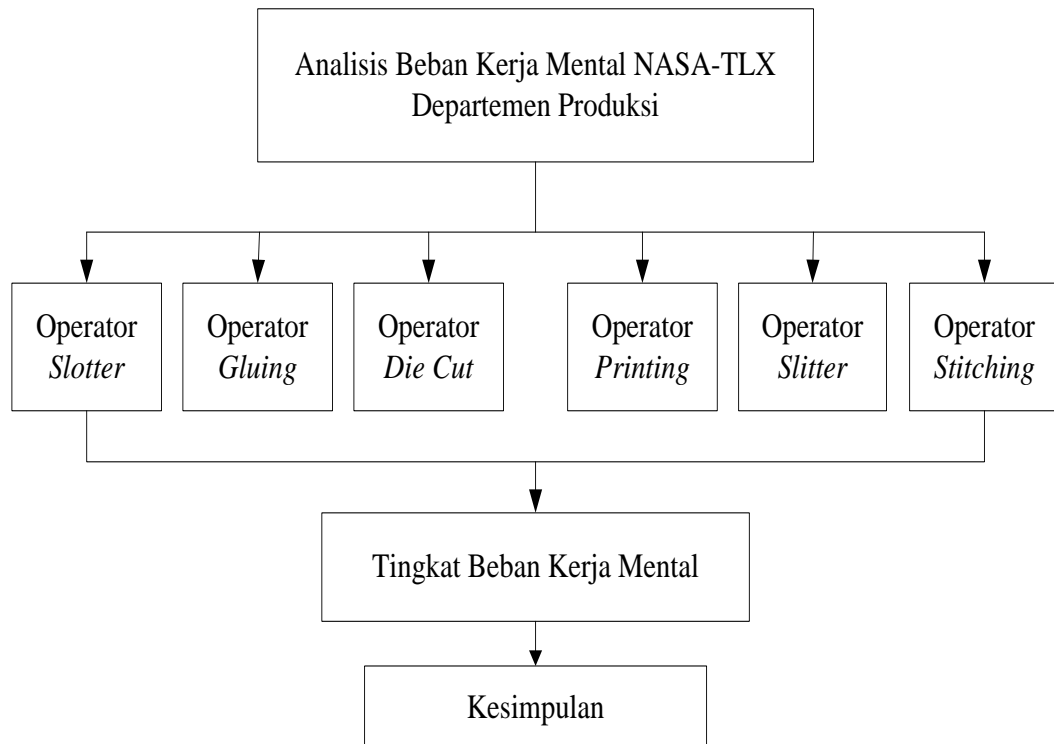 Analisis Beban Kerja Mental NASA-TLX
Departemen Produksi
Operator
Slotter
Operator
Gluing
Operator
Die Cut
Operator
Printing
Operator
Slitter
Operator
Stitching
Tingkat Beban Kerja Mental
Kesimpulan